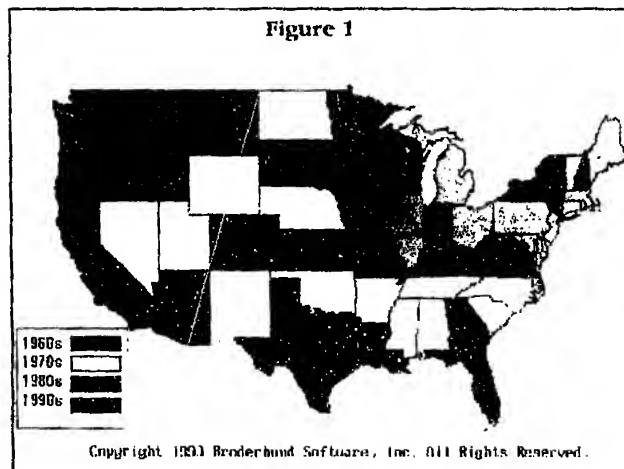 Figure 1
1960s
1970s
1980s
1990s
Copyright 1993 Broderbund Software, Inc. All Rights Reserved.